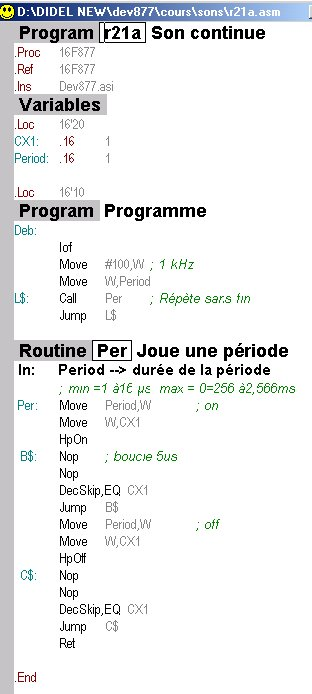 D:\DIDEL NEW\dev877\cours\sons\r21a.asm
Program r21a Son continue
.Proc 16F877
.Ref 16F877
.Ins Dev877.asi
Variables
.Loc 16'20
CX1: .16 1
Period: .16 1
.Loc 16'10
Program Programme
Deb:
Iof
Move #100,W ; 1 kHz
Move W,Period
L$: Call Per ; Répète sans fin
Jump L$
Routine Per Joue une période
In: Period --> durée de la période
; min =1 à16 µs max = 0=256 à2,566ms
Per: Move Period,W ; on
Move W,CX1
HpOn
B$: Nop ; boucle 5us
Nop
DecSkip,EQ CX1
Jump B$
Move Period,W ; off
Move W,CX1
HpOff
C$: Nop
Nop
DecSkip,EQ CX1
Jump C$
Ret
.End